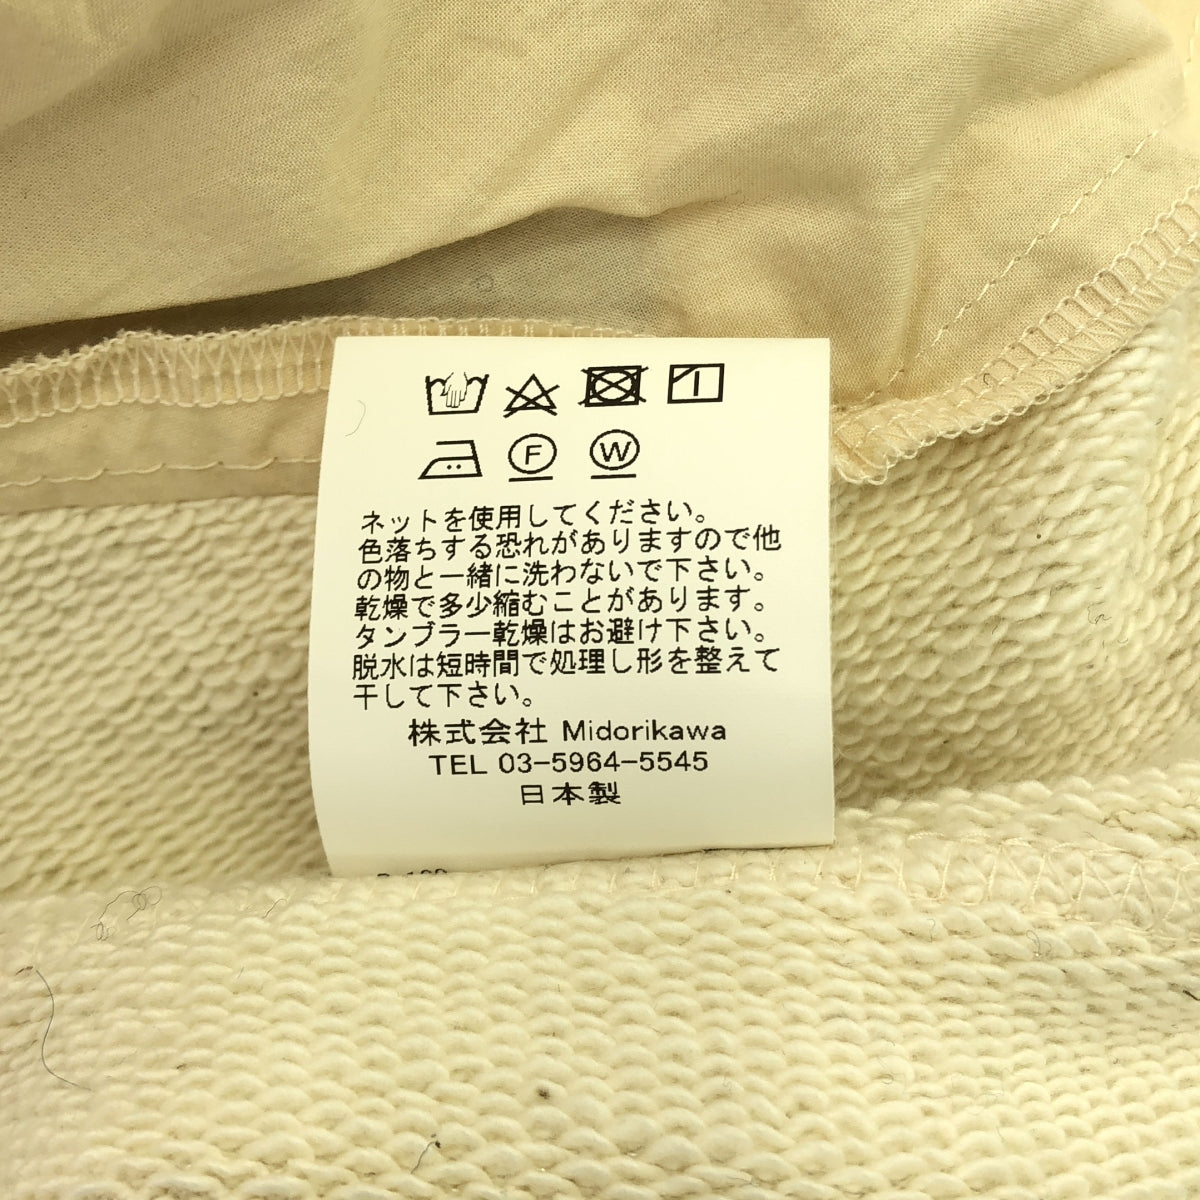 F W
ネットを使用してください。
色落ちする恐れがありますので他
の物と一緒に洗わないで下さい。
乾燥で多少縮むことがあります。
タンブラー乾燥はお避け下さい。
脱水は短時間で処理し形を整えて
干して下さい。
株式会社 Midorikawa
TEL 03-5964-5545
日本製